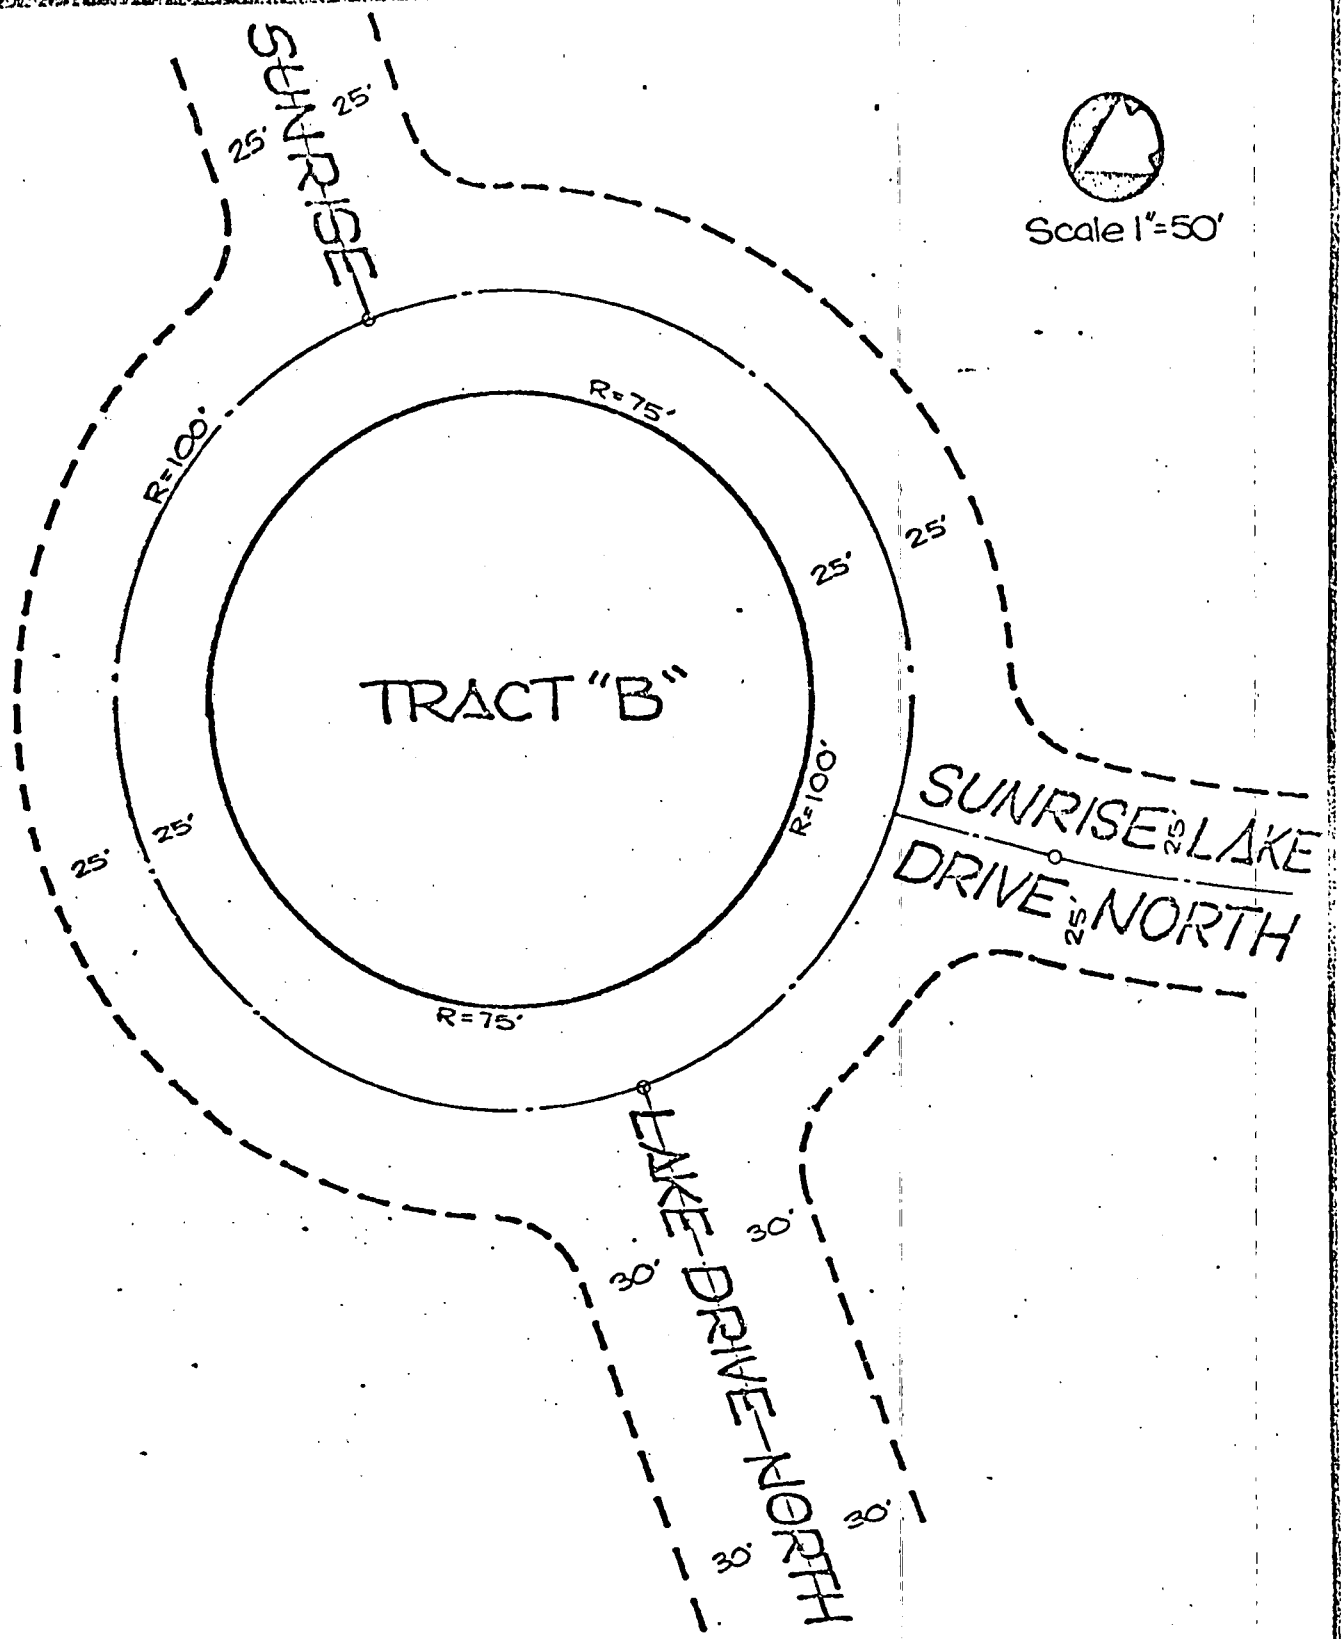 SUNRISE
25'
25'
Scale 1"=50'
R=75'
R=100'
25'
25'
TRACT "B"
R=100'
SUNRISE LAKE
25'
DRIVE NORTH
25'
25'
25'
R=75'
LAKE DRIVE NORTH
30'
30'
30'
30'